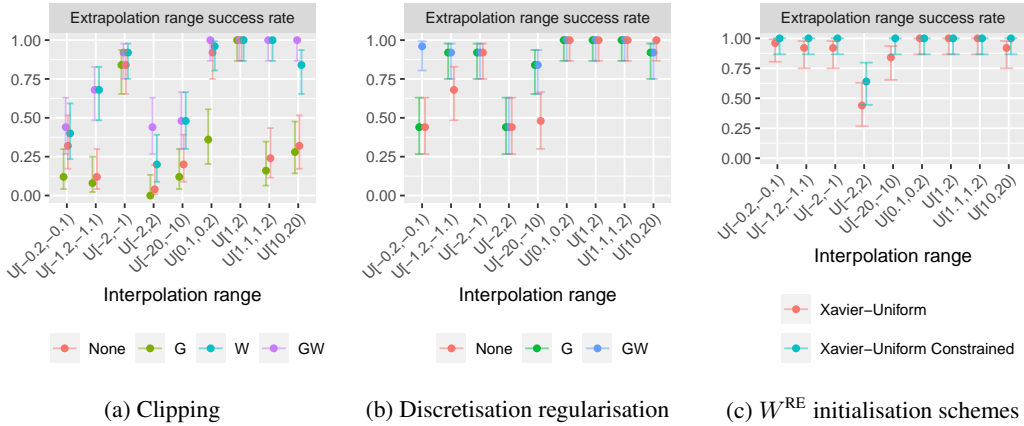 Extrapolation range success rate
1.00
0.75
0.50
0.25
0.00
U[−0.2,−0.1)
U[−1.2,−1.1)
U[−2,−1)
U[−2,2)
U[−20,−10)
U[0.1,0.2)
U[1,2)
U[1.1,1.2)
U[10,20)
Interpolation range
None G W GW
(a) Clipping
Extrapolation range success rate
1.00
0.75
0.50
0.25
0.00
U[−0.2,−0.1)
U[−1.2,−1.1)
U[−2,−1)
U[−2,2)
U[−20,−10)
U[0.1,0.2)
U[1,2)
U[1.1,1.2)
U[10,20)
Interpolation range
None G GW
(b) Discretisation regularisation
Extrapolation range success rate
1.00
0.75
0.50
0.25
0.00
U[−0.2,−0.1)
U[−1.2,−1.1)
U[−2,−1)
U[−2,2)
U[−20,−10)
U[0.1,0.2)
U[1,2)
U[1.1,1.2)
U[10,20)
Interpolation range
Xavier−Uniform
Xavier−Uniform Constrained
(c) W^RE initialisation schemes